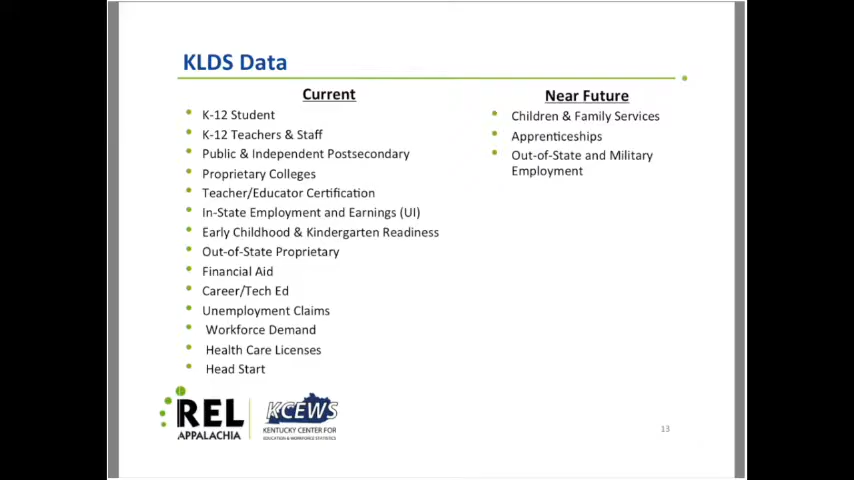 KLDS Data
Current
K-12 Student
K-12 Teachers & Staff
Public & Independent Postsecondary
Proprietary Colleges
Teacher/Educator Certification
In-State Employment and Earnings (UI)
Early Childhood & Kindergarten Readiness
Out-of-State Proprietary
Financial Aid
Career/Tech Ed
Unemployment Claims
Workforce Demand
Health Care Licenses
Head Start
Near Future
Children & Family Services
Apprenticeships
Out-of-State and Military
Employment
REL
APPALACHIA
KCEWS
KENTUCKY CENTER FOR
EDUCATION & WORKFORCE STATISTICS
13